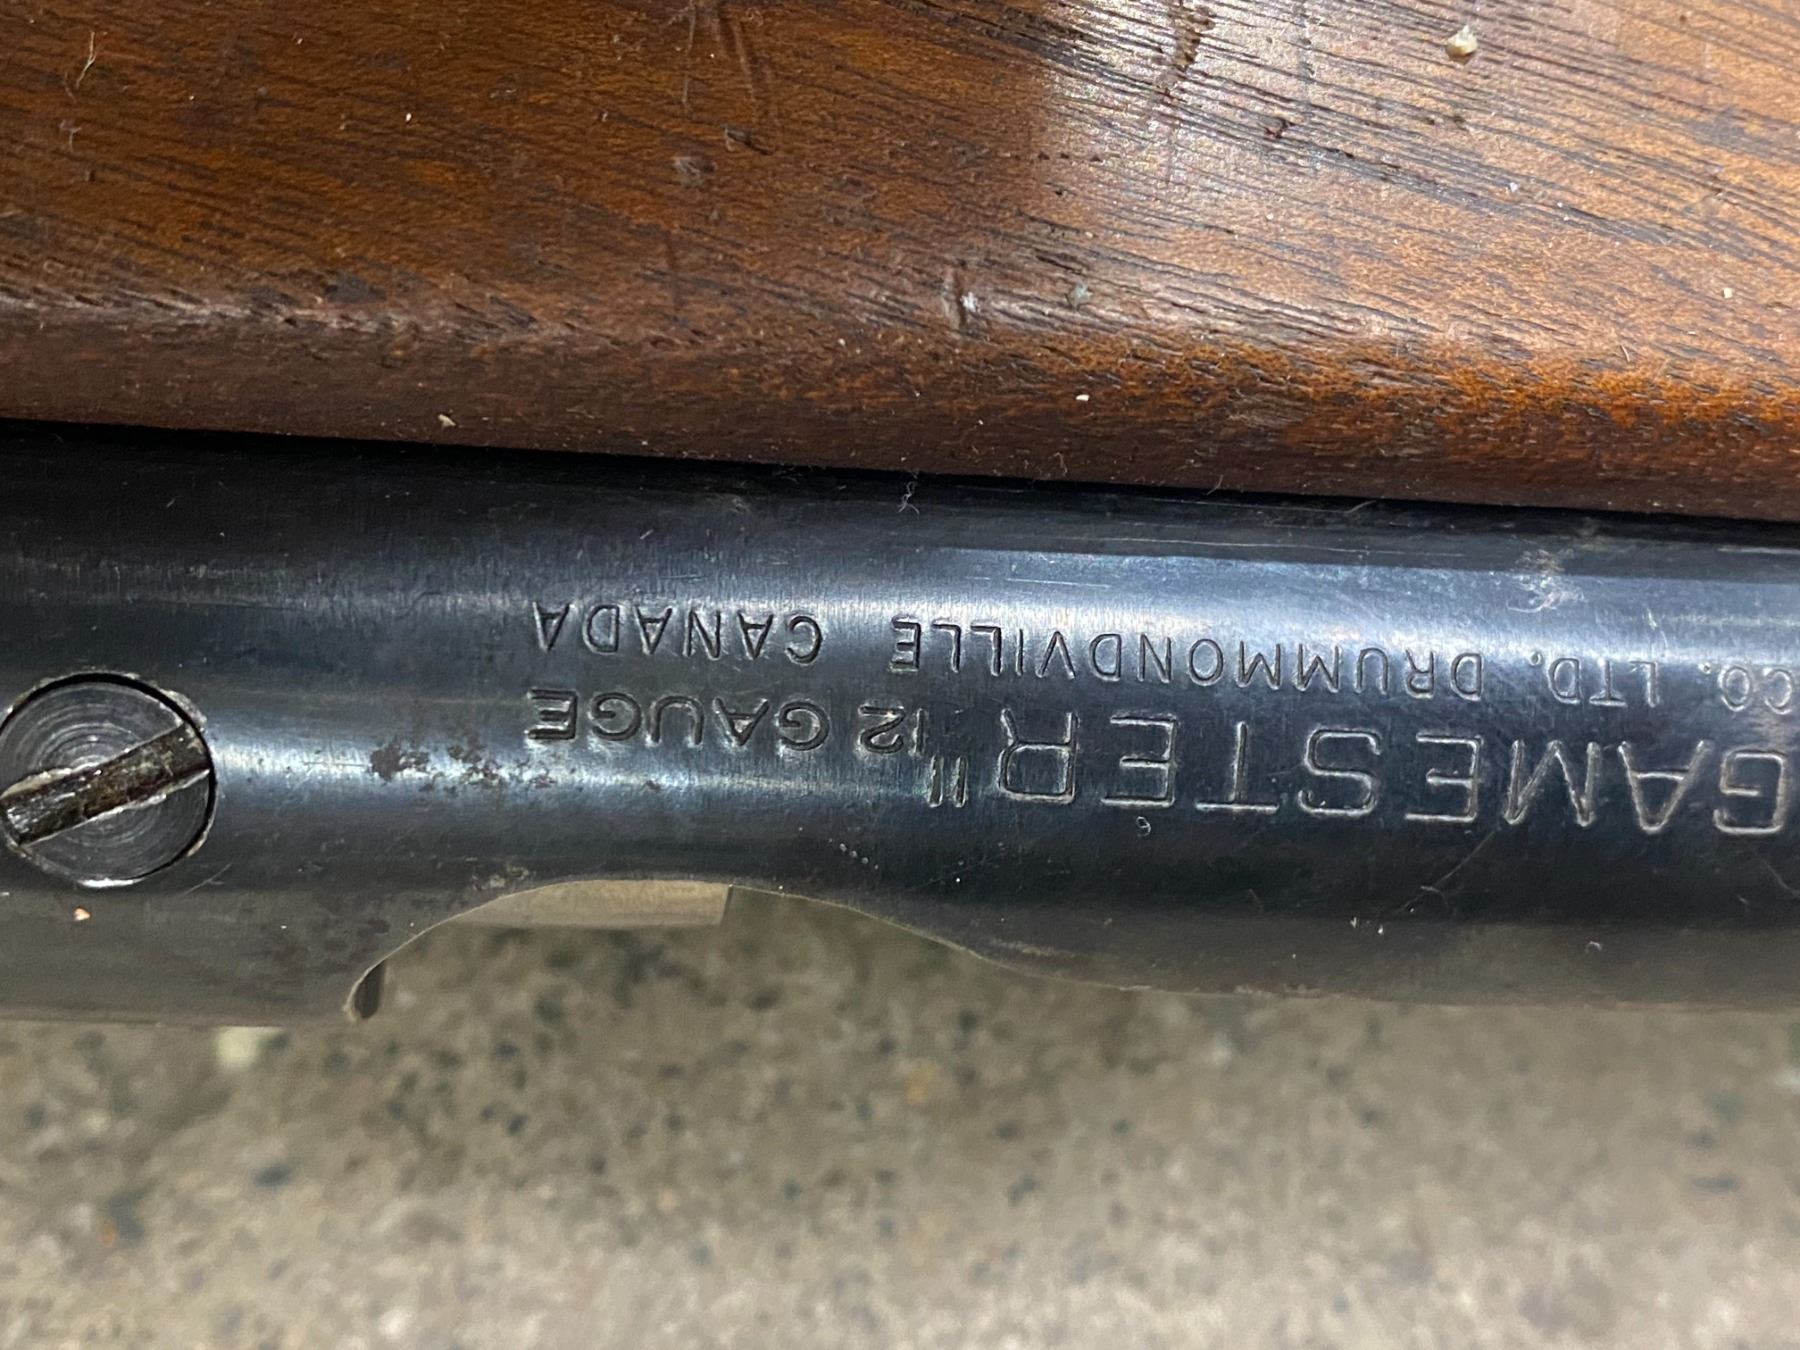 GAMESTER" 12 GAUGE
CO. LTD. DRUMMONDVILLE CANADA